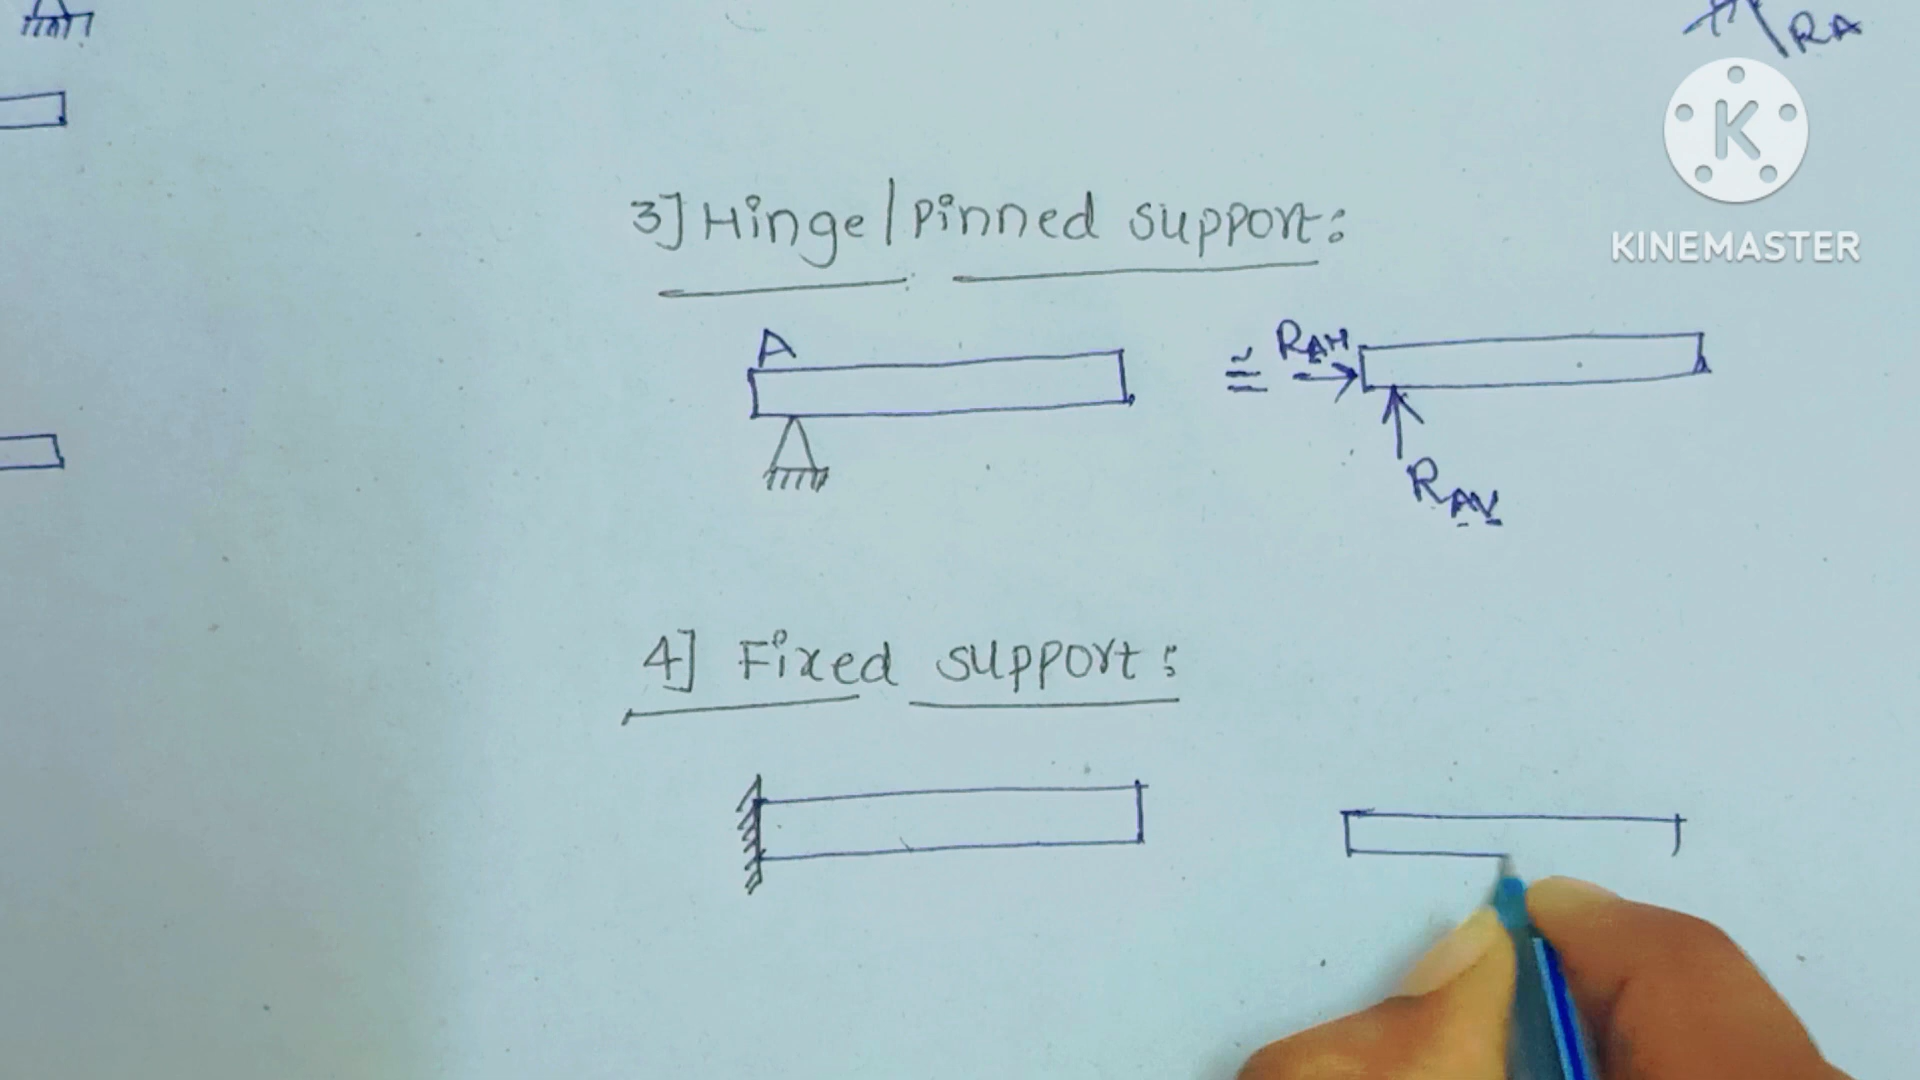 RA
K
KINEMASTER
3] Hinge/pinned support:
A
≅ RAH
RAV
4] Fixed support: